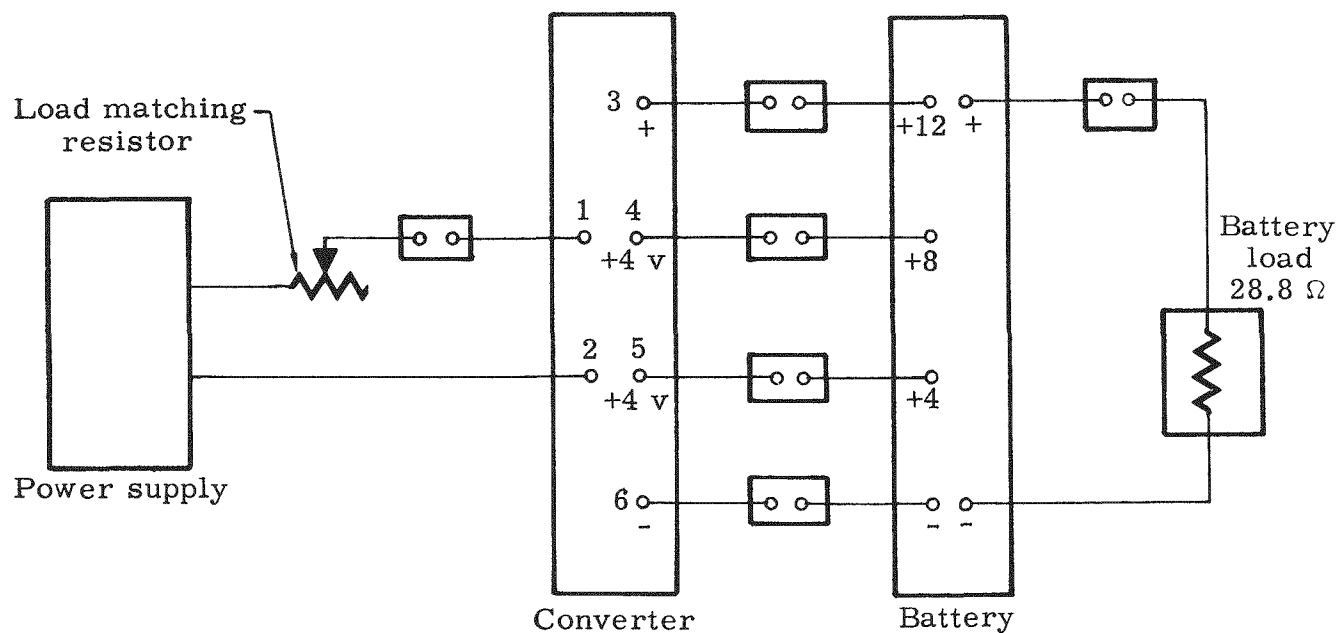 Load matching
resistor
3
+
+12 +
1 4
+4 v
+8
Battery
load
28.8 Ω
2 5
+4 v
+4
Power supply
6
-
- -
Converter
Battery